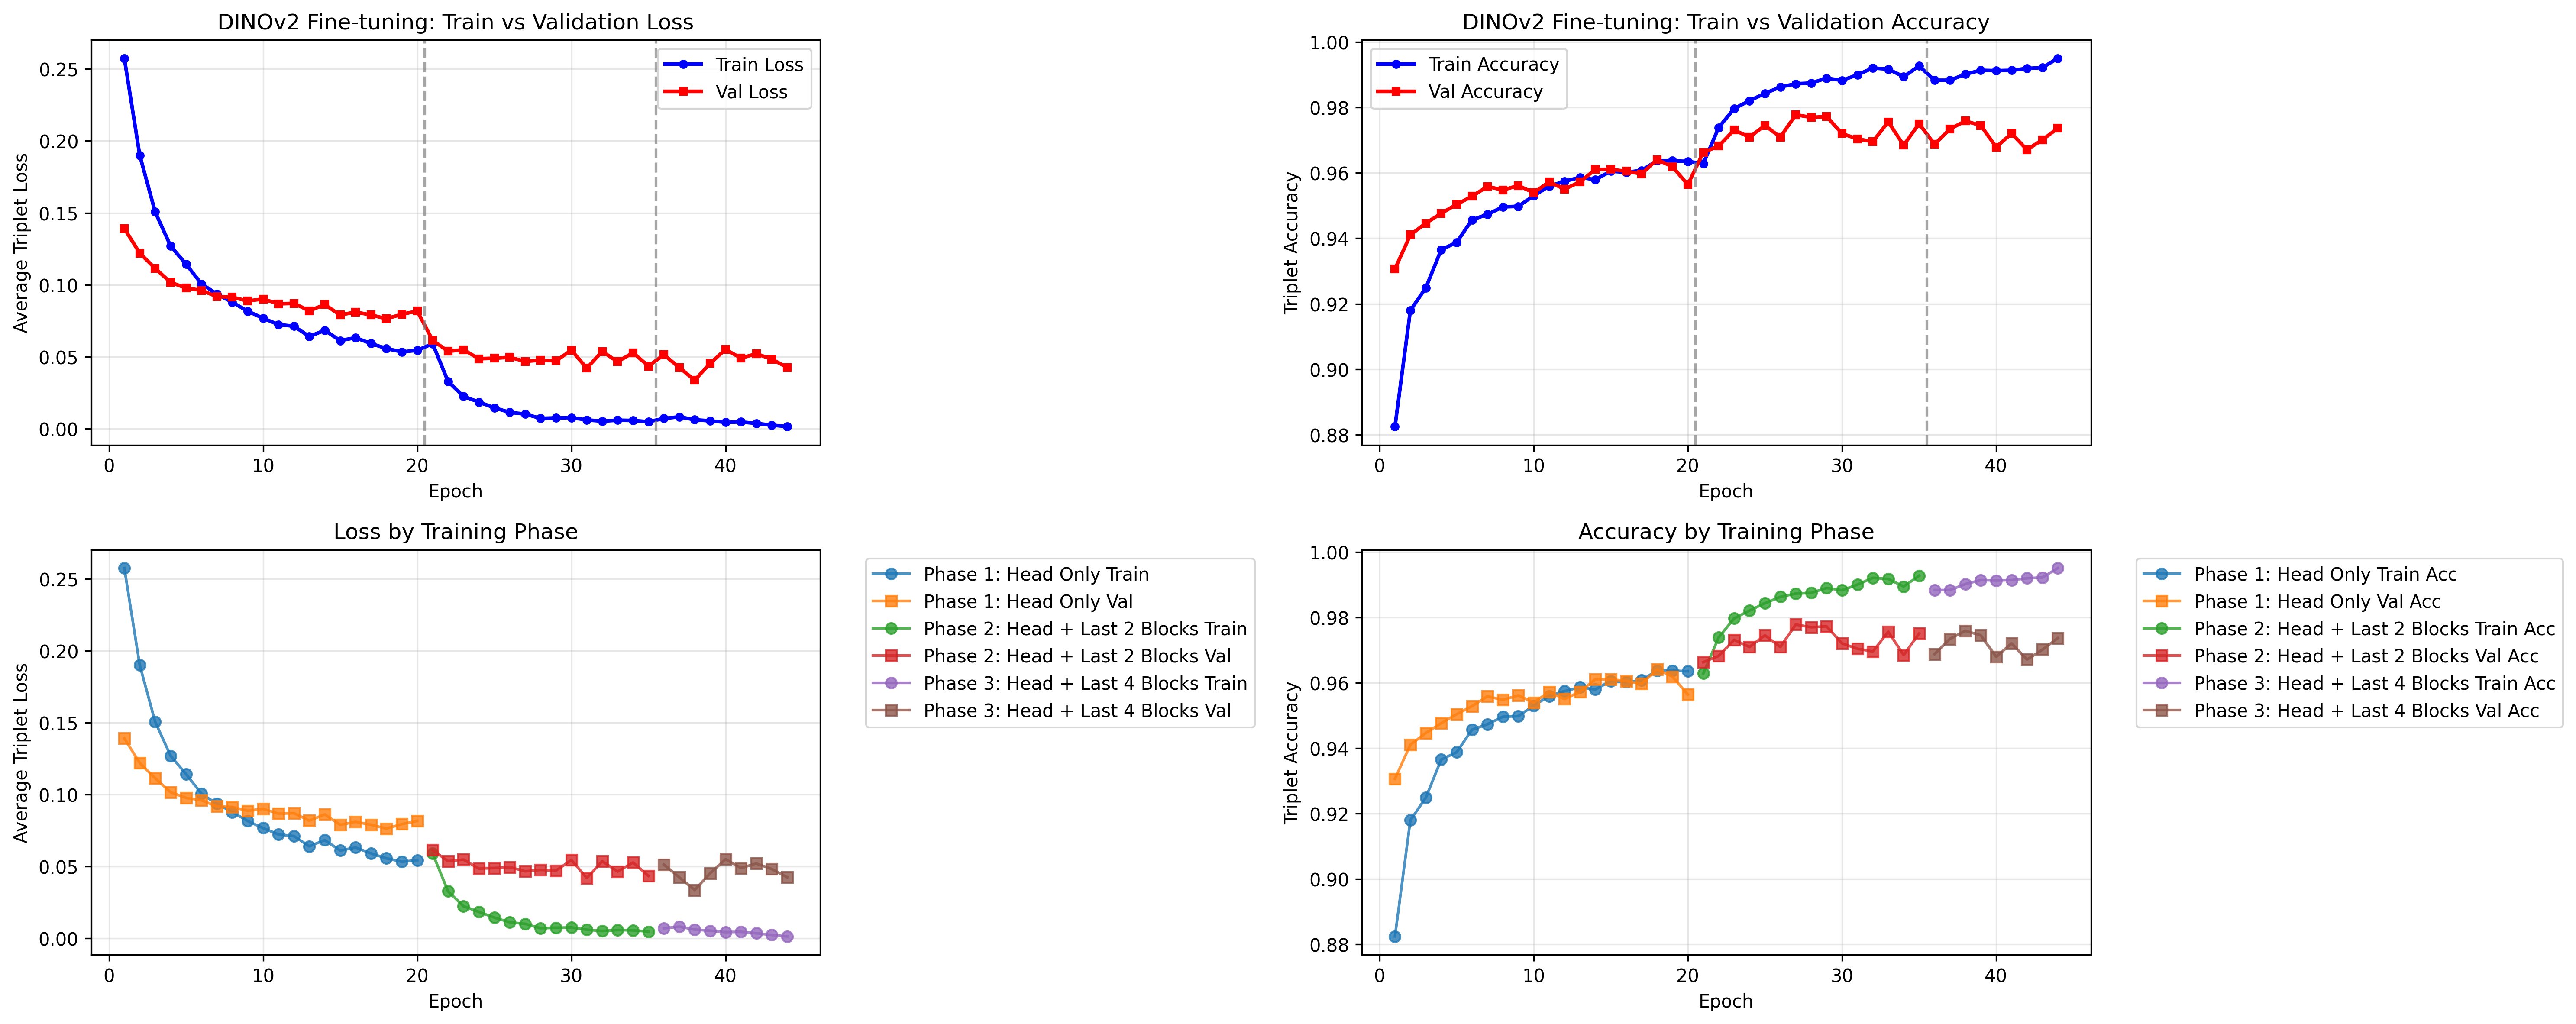 DINOv2 Fine-tuning: Train vs Validation Loss
Average Triplet Loss
0.25
0.20
0.15
0.10
0.05
0.00
Train Loss
Val Loss
0 10 20 30 40
Epoch
DINOv2 Fine-tuning: Train vs Validation Accuracy
Triplet Accuracy
1.00
0.98
0.96
0.94
0.92
0.90
0.88
Train Accuracy
Val Accuracy
0 10 20 30 40
Epoch
Loss by Training Phase
Average Triplet Loss
0.25
0.20
0.15
0.10
0.05
0.00
0 10 20 30 40
Epoch
Phase 1: Head Only Train
Phase 1: Head Only Val
Phase 2: Head + Last 2 Blocks Train
Phase 2: Head + Last 2 Blocks Val
Phase 3: Head + Last 4 Blocks Train
Phase 3: Head + Last 4 Blocks Val
Accuracy by Training Phase
Triplet Accuracy
1.00
0.98
0.96
0.94
0.92
0.90
0.88
0 10 20 30 40
Epoch
Phase 1: Head Only Train Acc
Phase 1: Head Only Val Acc
Phase 2: Head + Last 2 Blocks Train Acc
Phase 2: Head + Last 2 Blocks Val Acc
Phase 3: Head + Last 4 Blocks Train Acc
Phase 3: Head + Last 4 Blocks Val Acc